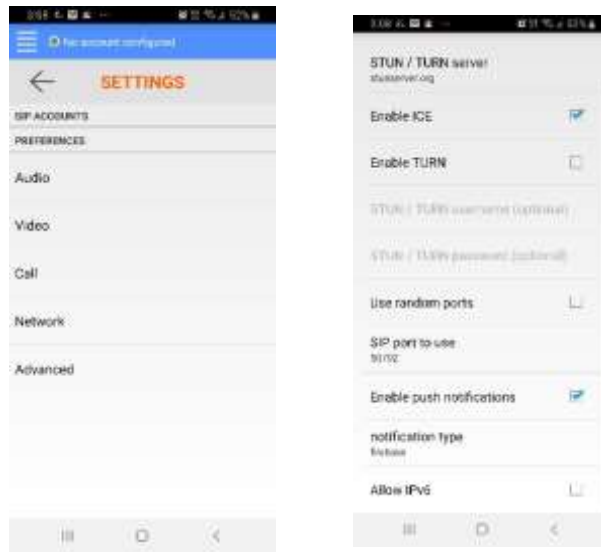 No account configured
SETTINGS
SIP ACCOUNTS
PREFERENCES
Audio
Video
Call
Network
Advanced
STUN / TURN server
stunserver.org
Enable ICE
Enable TURN
STUN / TURN username (optional)
STUN / TURN password (optional)
Use random ports
SIP port to use
Enable push notifications
notification type
firebase
Allow IPv6